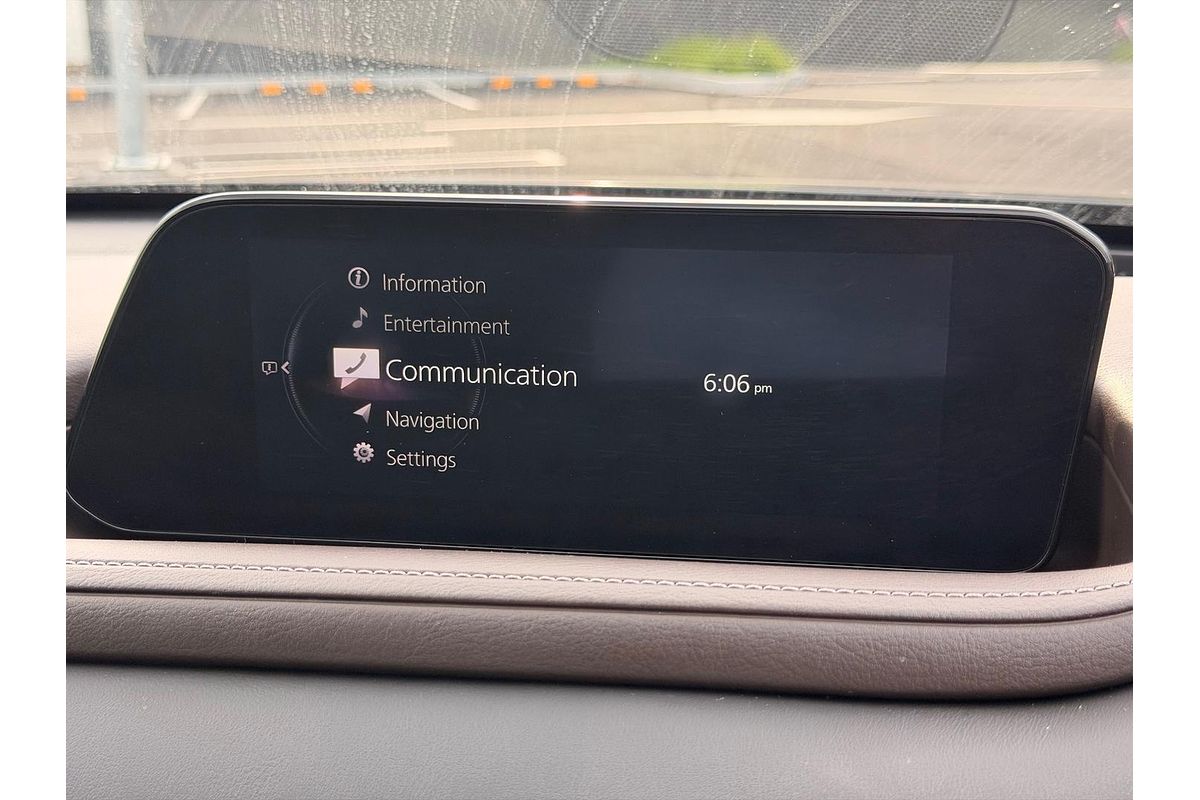 Information
Entertainment
Communication
6:06 pm
Navigation
Settings